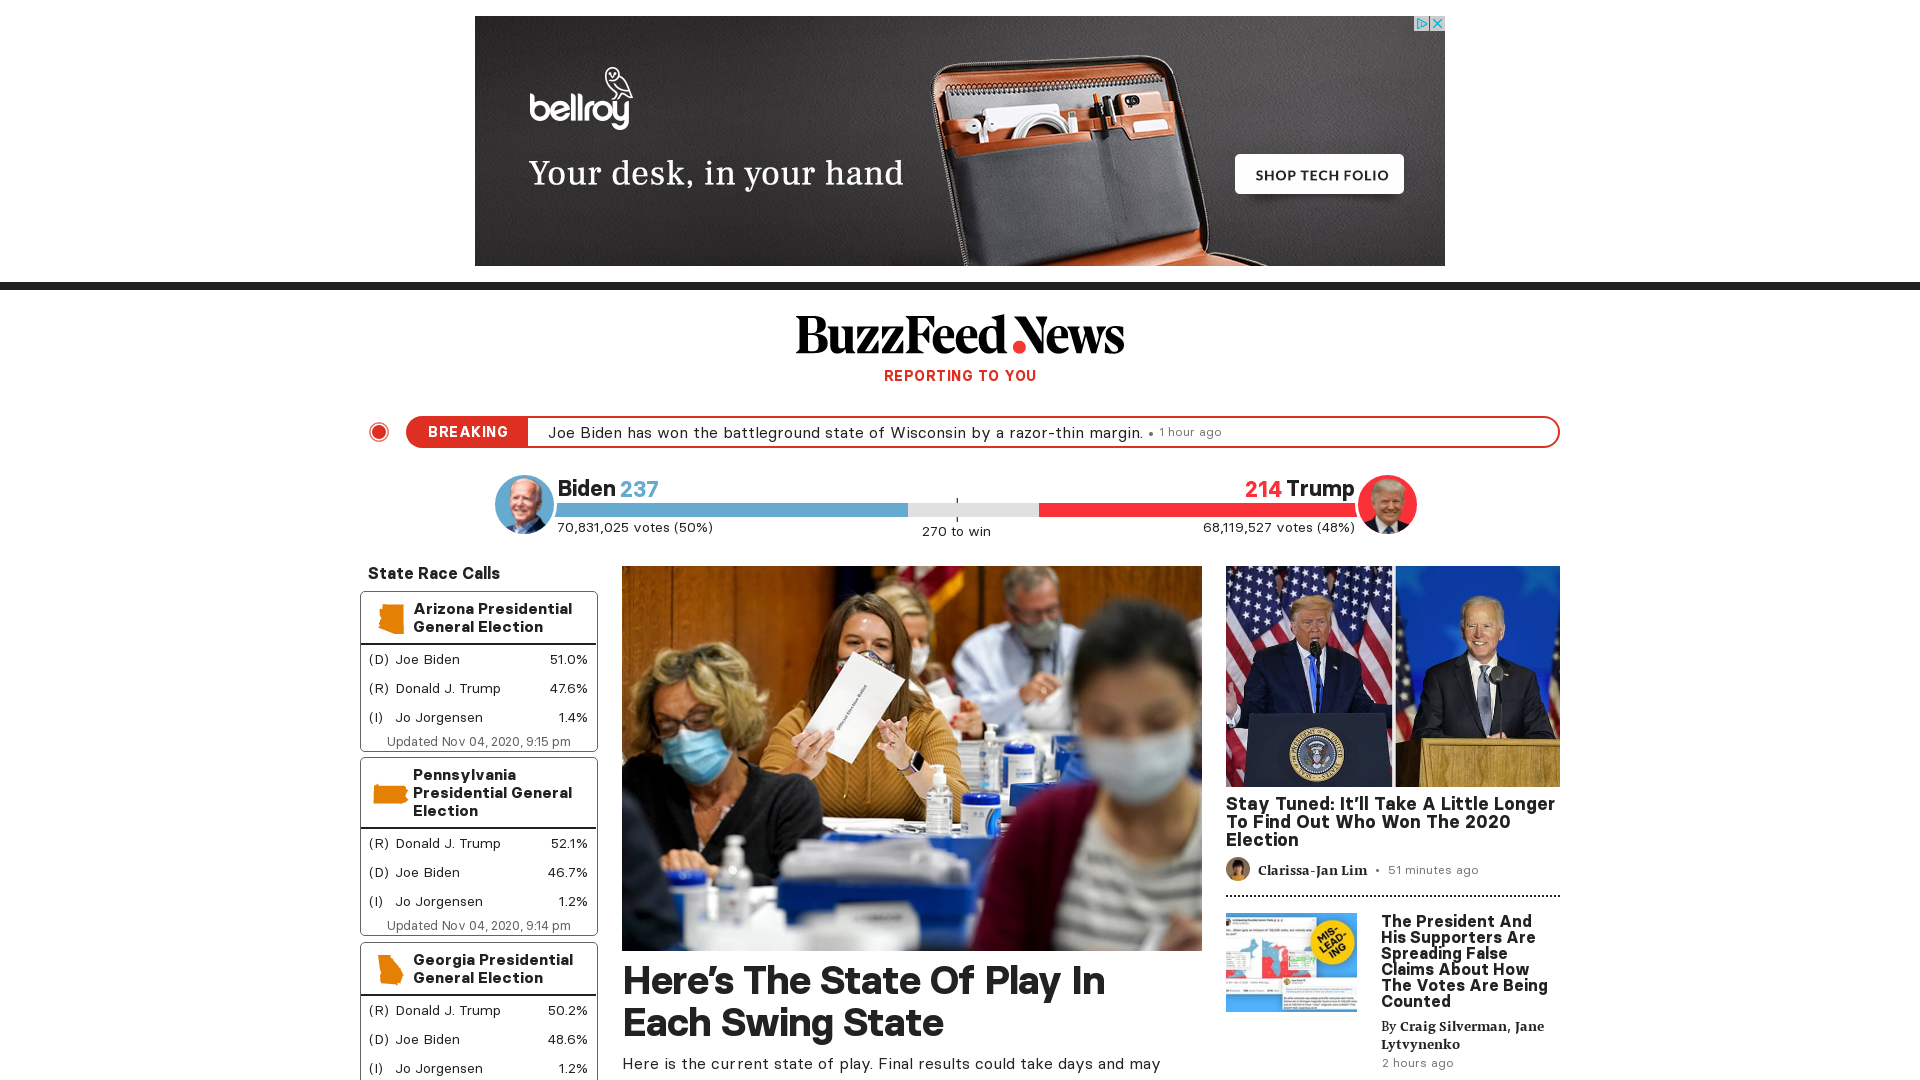 bellroy
Your desk, in your hand
SHOP TECH FOLIO
BuzzFeed News
REPORTING TO YOU
BREAKING
Joe Biden has won the battleground state of Wisconsin by a razor-thin margin. • 1 hour ago
Biden 237
214 Trump
70,831,025 votes (50%)
270 to win
68,119,527 votes (48%)
State Race Calls
Arizona Presidential
General Election
(D) Joe Biden 51.0%
(R) Donald J. Trump 47.6%
(I) Jo Jorgensen 1.4%
Updated Nov 04, 2020, 9:15 pm
Pennsylvania
Presidential General
Election
(R) Donald J. Trump 52.1%
(D) Joe Biden 46.7%
(I) Jo Jorgensen 1.2%
Updated Nov 04, 2020, 9:14 pm
Georgia Presidential
General Election
(R) Donald J. Trump 50.2%
(D) Joe Biden 48.6%
(I) Jo Jorgensen 1.2%
Official Election Ballot
Here's The State Of Play In
Each Swing State
Here is the current state of play. Final results could take days and may
Stay Tuned: It'll Take A Little Longer
To Find Out Who Won The 2020
Election
Clarissa-Jan Lim • 51 minutes ago
MIS-
LEAD-
ING
The President And
His Supporters Are
Spreading False
Claims About How
The Votes Are Being
Counted
By Craig Silverman, Jane
Lytvynenko
2 hours ago